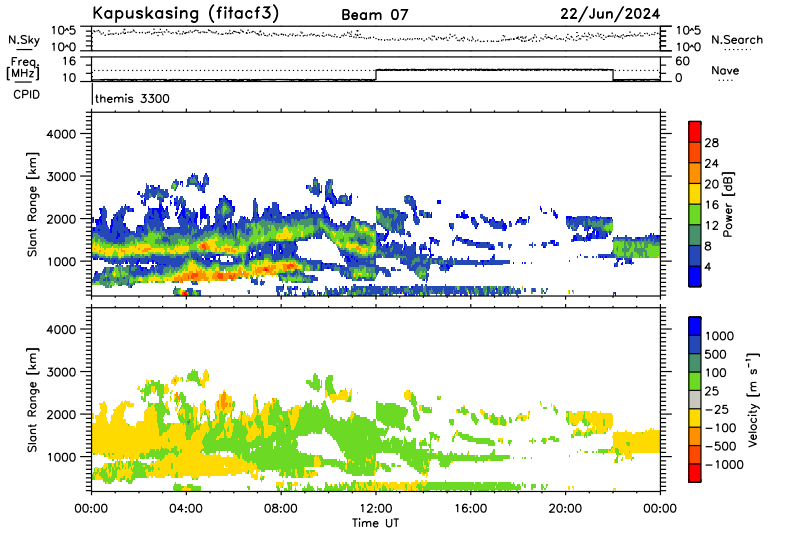 Kapuskasing (fitacf3) Beam 07 22/Jun/2024
N.Sky 10^5 10^0 10^5 10^0 N.Search
Freq. [MHz] 16 10 60 0 Nave
CPID themis 3300
Slant Range [km] 4000 3000 2000 1000
Power [dB] 28 24 20 16 12 8 4
Slant Range [km] 4000 3000 2000 1000
Velocity [m s⁻¹] 1000 500 100 25 −25 −100 −500 −1000
00:00 04:00 08:00 12:00 16:00 20:00 00:00
Time UT